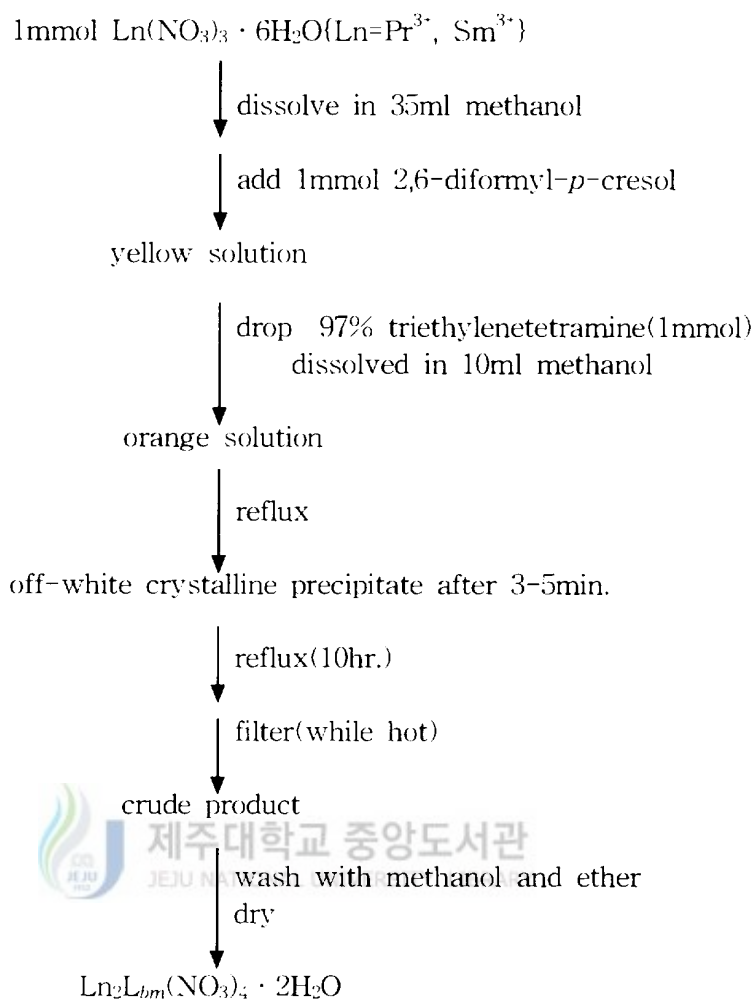 1mmol Ln(NO₃)₃ · 6H₂O{Ln=Pr³⁺, Sm³⁺}
dissolve in 35ml methanol
add 1mmol 2,6-diformyl-p-cresol
yellow solution
drop 97% triethylenetetramine(1mmol)
dissolved in 10ml methanol
orange solution
reflux
off-white crystalline precipitate after 3-5min.
reflux(10hr.)
filter(while hot)
crude product
제주대학교 중앙도서관
JEJU
wash with methanol and ether
dry
Ln₂L_bm(NO₃)₄ · 2H₂O